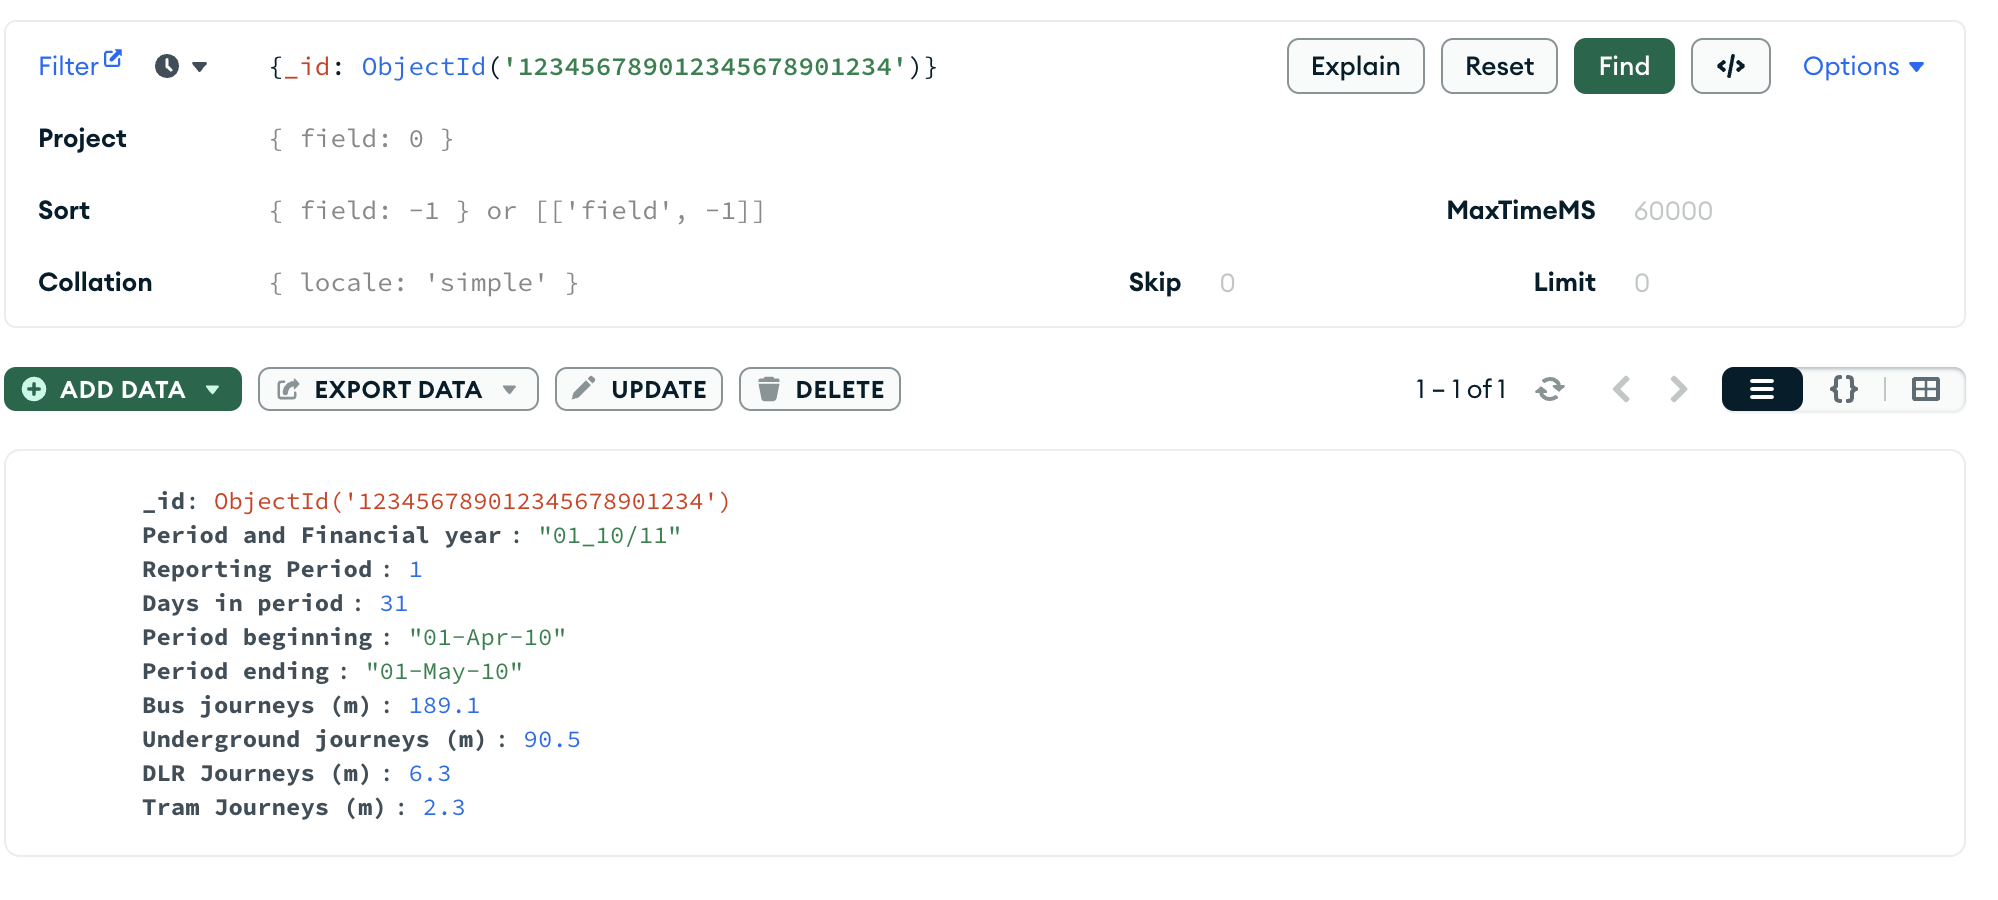 Filter {_id: ObjectId('123456789012345678901234')} Explain Reset Find </> Options
Project { field: 0 }
Sort { field: -1 } or [['field', -1]] MaxTimeMS 60000
Collation { locale: 'simple' } Skip 0 Limit 0
ADD DATA EXPORT DATA UPDATE DELETE 1 – 1 of 1 {}
_id: ObjectId('123456789012345678901234')
Period and Financial year : "01_10/11"
Reporting Period : 1
Days in period : 31
Period beginning : "01-Apr-10"
Period ending : "01-May-10"
Bus journeys (m) : 189.1
Underground journeys (m) : 90.5
DLR Journeys (m) : 6.3
Tram Journeys (m) : 2.3